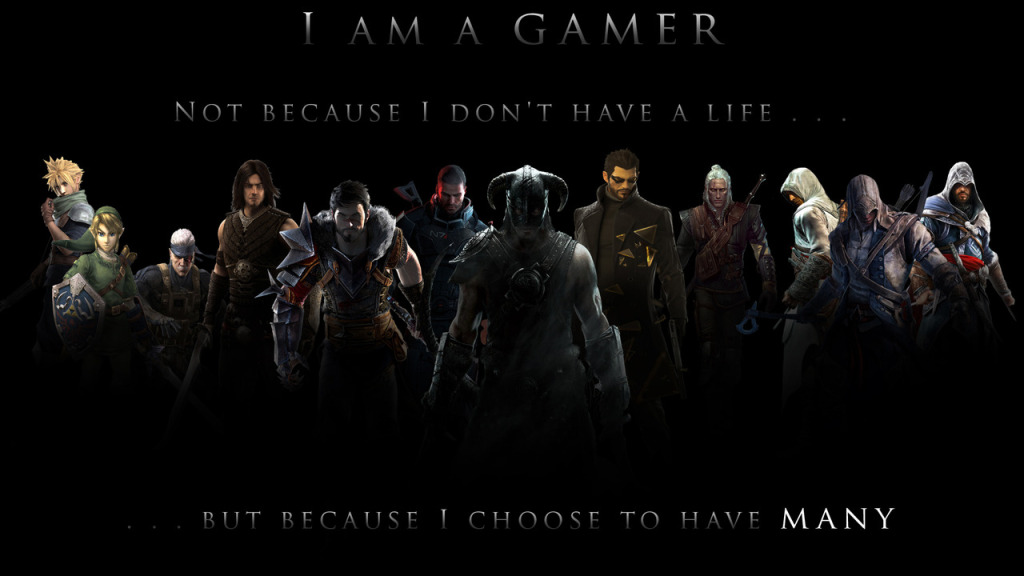 I AM A GAMER
NOT BECAUSE I DON'T HAVE A LIFE . . .
. . . BUT BECAUSE I CHOOSE TO HAVE MANY